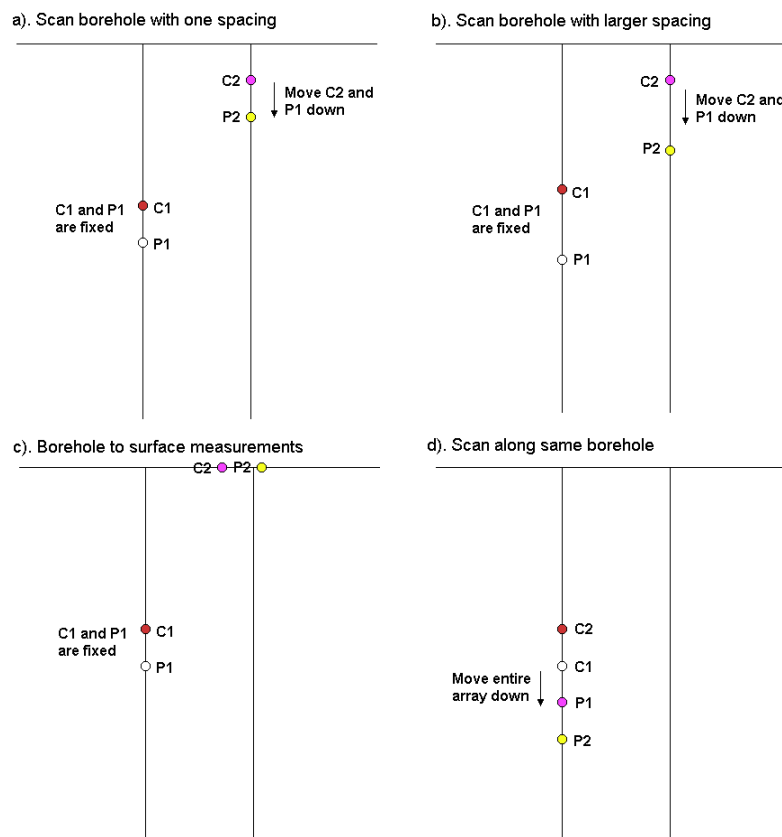 a). Scan borehole with one spacing
C2
Move C2 and
P1 down
P2
C1 and P1
are fixed
C1
P1
b). Scan borehole with larger spacing
C2
Move C2 and
P1 down
P2
C1 and P1
are fixed
C1
P1
c). Borehole to surface measurements
C2 P2
C1 and P1
are fixed
C1
P1
d). Scan along same borehole
C2
C1
Move entire
array down
P1
P2